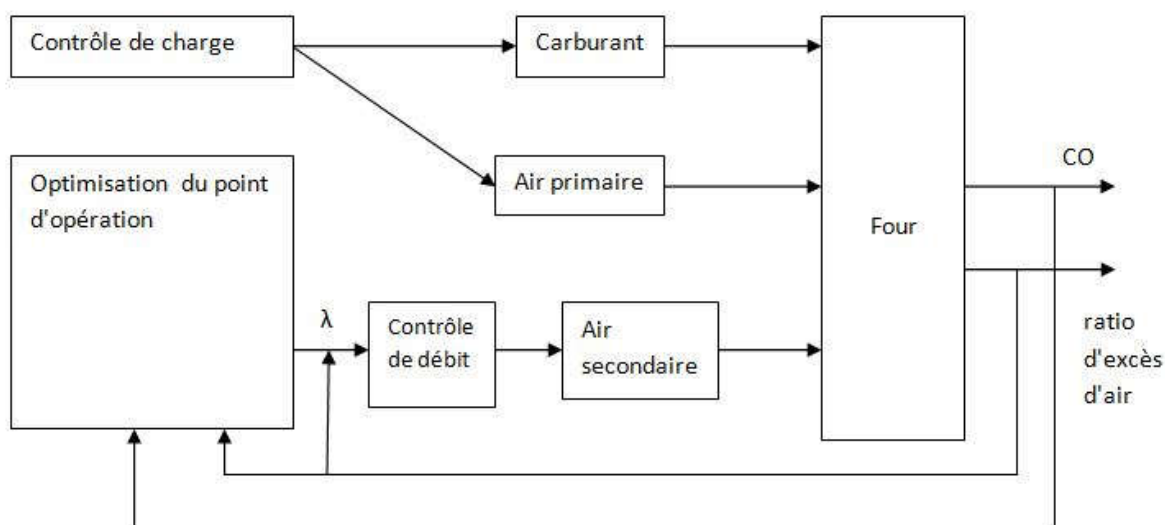 Contrôle de charge
Carburant
Optimisation du point
d'opération
Air primaire
Four
CO
λ
Contrôle
de débit
Air
secondaire
ratio
d'excès
d'air